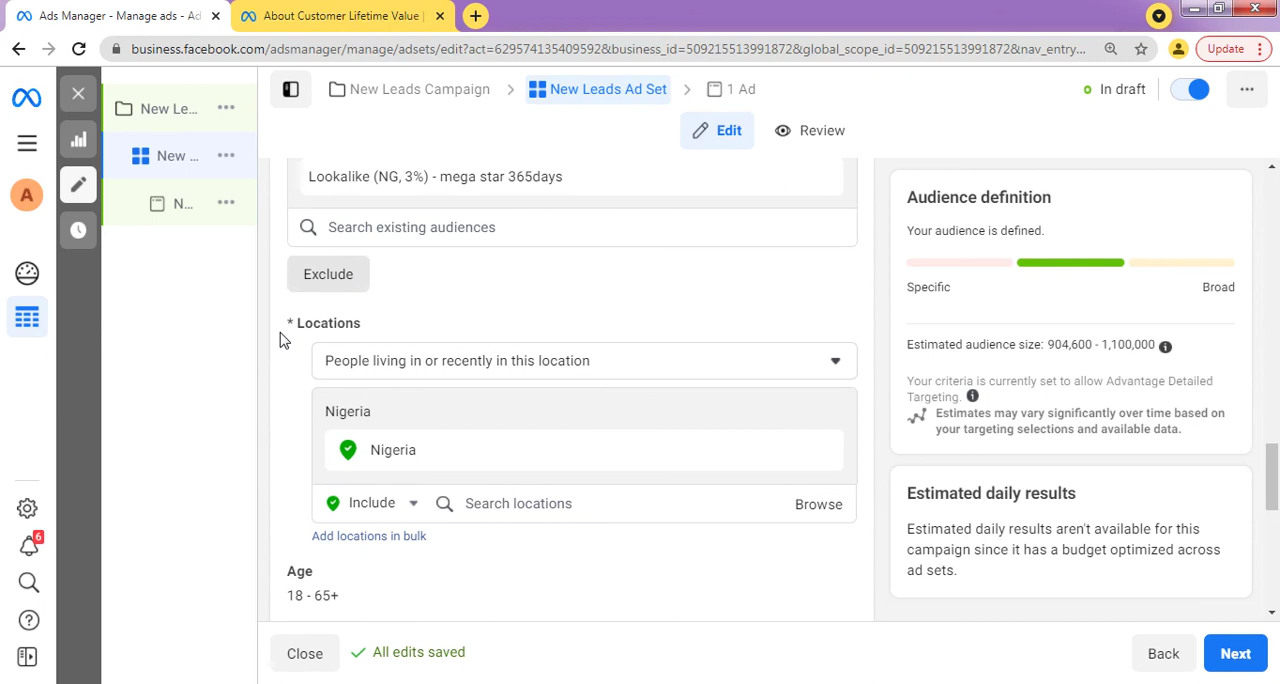 Ads Manager - Manage ads - Ad
About Customer Lifetime Value |
business.facebook.com/adsmanager/manage/adsets/edit?act=629574135409592&business_id=509215513991872&global_scope_id=509215513991872&nav_entry...
Update
New Leads Campaign
New Leads Ad Set
1 Ad
In draft
Edit
Review
A
New Le...
New ...
N...
6
Lookalike (NG, 3%) - mega star 365days
Search existing audiences
Exclude
* Locations
People living in or recently in this location
Nigeria
Nigeria
Include
Search locations
Browse
Add locations in bulk
Age
18 - 65+
Audience definition
Your audience is defined.
Specific
Broad
Estimated audience size: 904,600 - 1,100,000
Your criteria is currently set to allow Advantage Detailed
Targeting.
Estimates may vary significantly over time based on
your targeting selections and available data.
Estimated daily results
Estimated daily results aren't available for this
campaign since it has a budget optimized across
ad sets.
Close
All edits saved
Back
Next